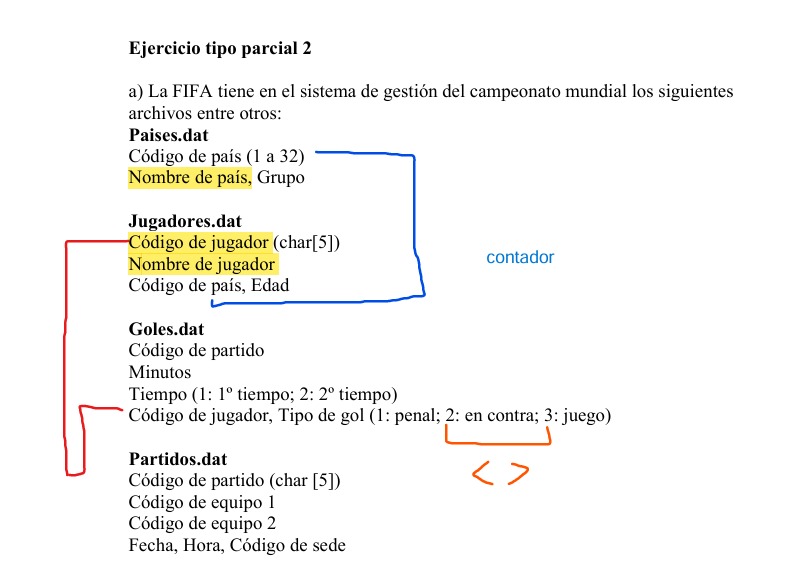 Ejercicio tipo parcial 2
a) La FIFA tiene en el sistema de gestión del campeonato mundial los siguientes
archivos entre otros:
Paises.dat
Código de país (1 a 32)
Nombre de país, Grupo
Jugadores.dat
Código de jugador (char[5])
Nombre de jugador
Código de país, Edad
contador
Goles.dat
Código de partido
Minutos
Tiempo (1: 1º tiempo; 2: 2º tiempo)
Código de jugador, Tipo de gol (1: penal; 2: en contra; 3: juego)
< >
Partidos.dat
Código de partido (char [5])
Código de equipo 1
Código de equipo 2
Fecha, Hora, Código de sede